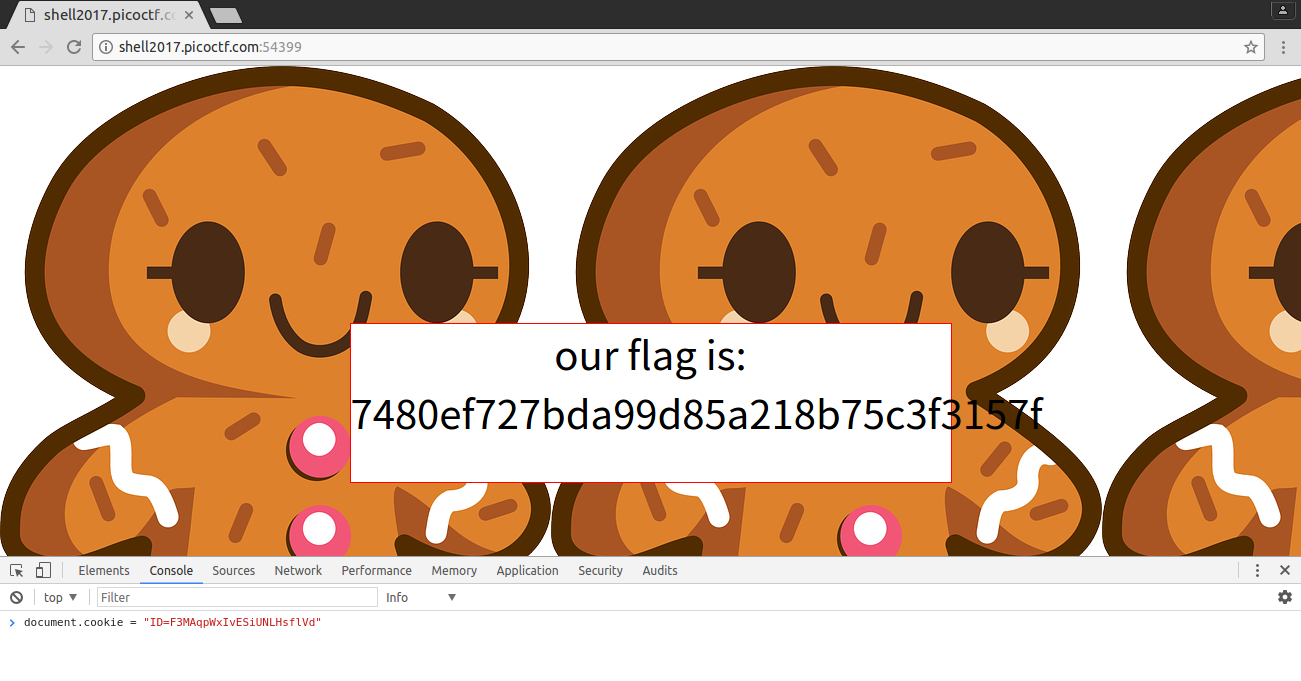 shell2017.picoctf.co
shell2017.picoctf.com:54399
our flag is:
7480ef727bda99d85a218b75c3f3157f
Elements Console Sources Network Performance Memory Application Security Audits
top Filter Info
document.cookie = "ID=F3MAqpWxIvESiUNLHsflVd"